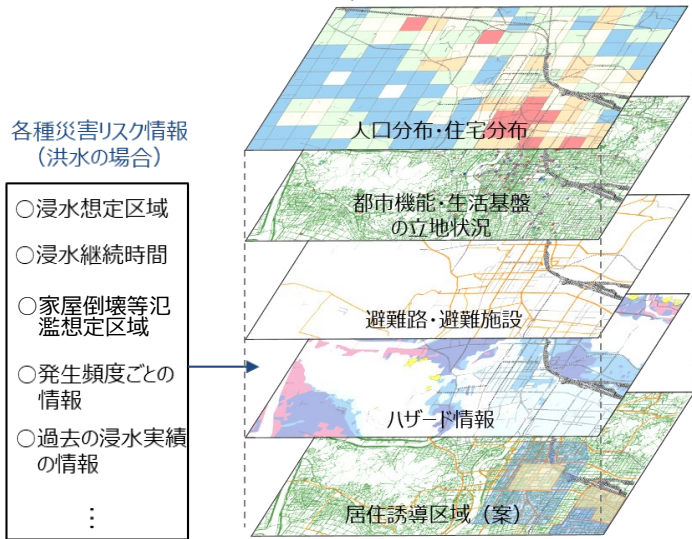 各種災害リスク情報
(洪水の場合)
○浸水想定区域
○浸水継続時間
○家屋倒壊等氾
濫想定区域
○発生頻度ごとの
情報
○過去の浸水実績
の情報
⋮
人口分布・住宅分布
都市機能・生活基盤
の立地状況
避難路・避難施設
ハザード情報
居住誘導区域（案）